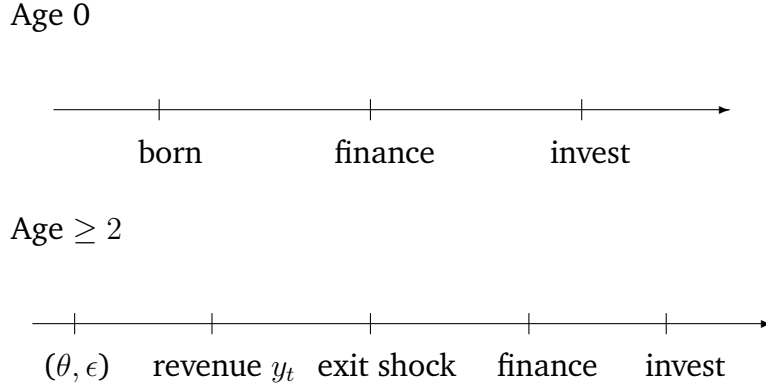 Age 0
born finance invest
Age ≥ 2
(θ, ϵ) revenue y_t exit shock finance invest